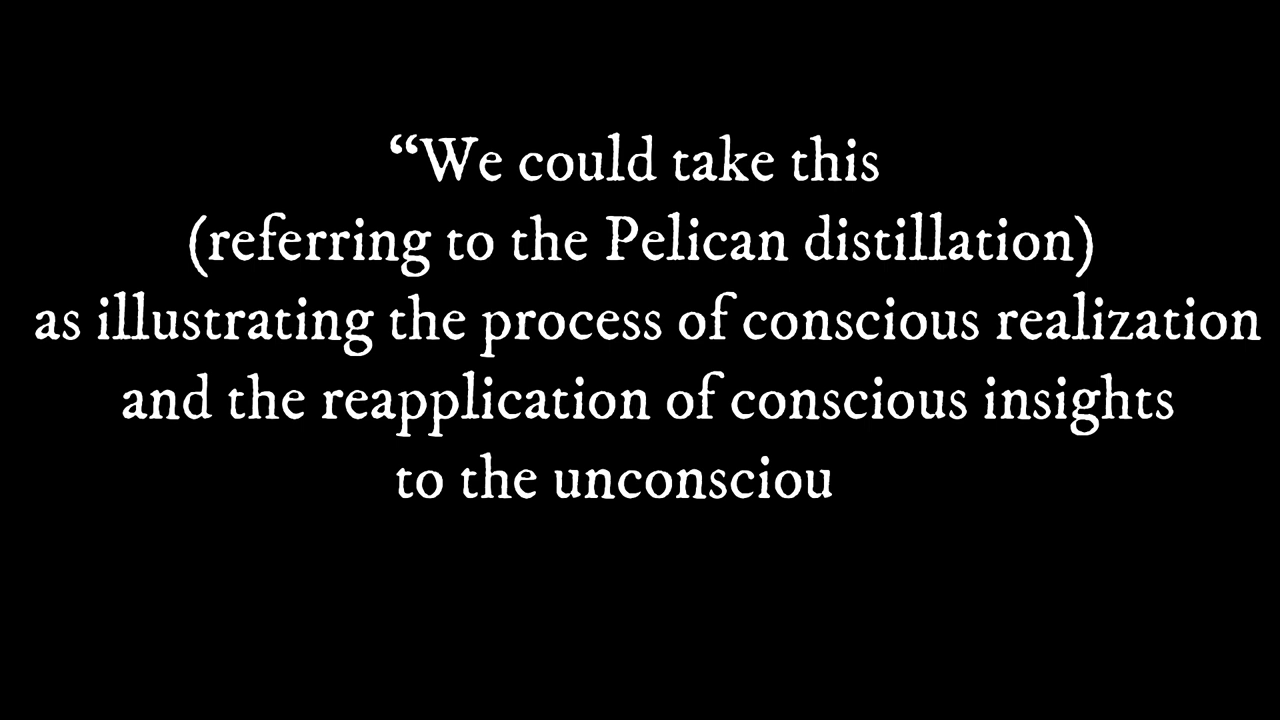 “We could take this
(referring to the Pelican distillation)
as illustrating the process of conscious realization
and the reapplication of conscious insights
to the unconsciou